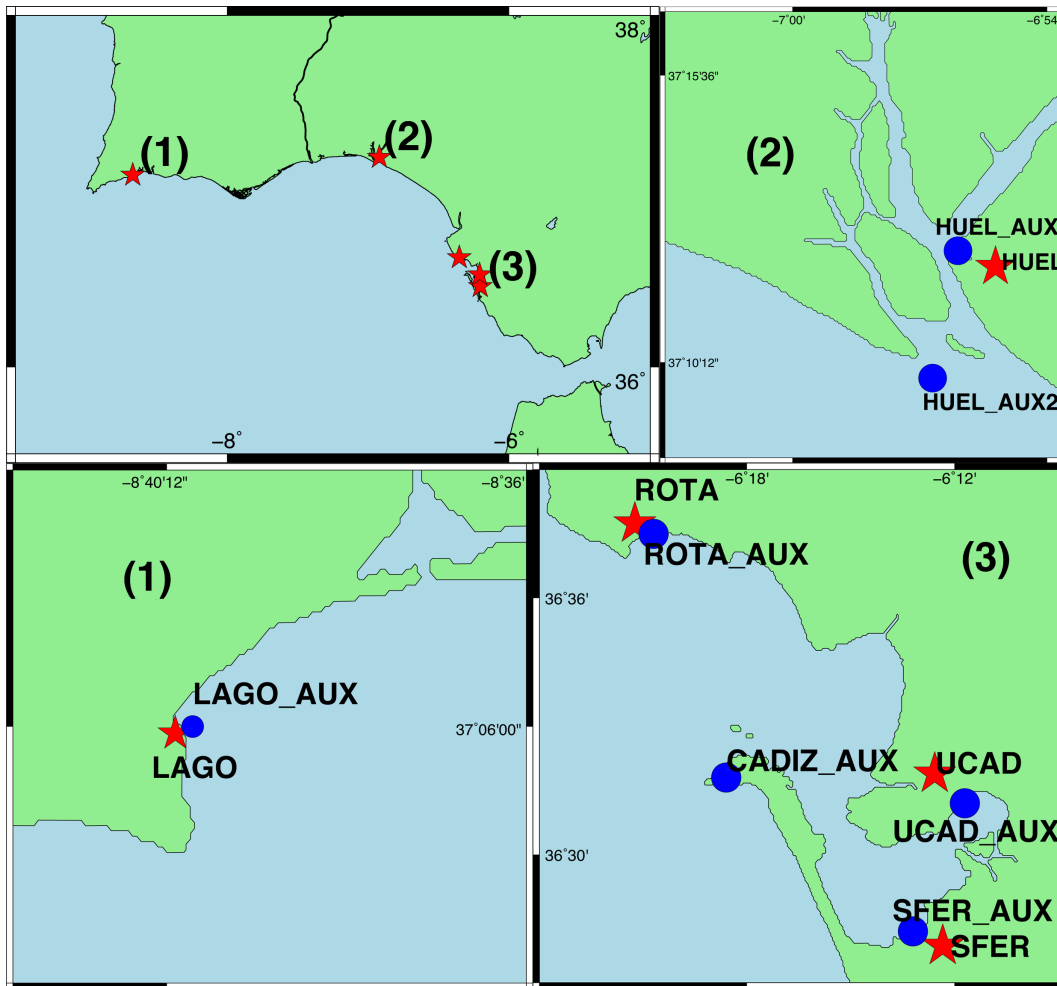 38°
(1)
(2)
(3)
36°
−8°
−6°
−7°00'
−6°54
37°15'36"
(2)
HUEL_AUX
HUEL
37°10'12"
HUEL_AUX2
−8°40'12"
−8°36'
(1)
LAGO_AUX
37°06'00"
LAGO
−6°18'
−6°12'
ROTA
ROTA_AUX
(3)
36°36'
CADIZ_AUX
UCAD
UCAD_AUX
36°30'
SFER_AUX
SFER